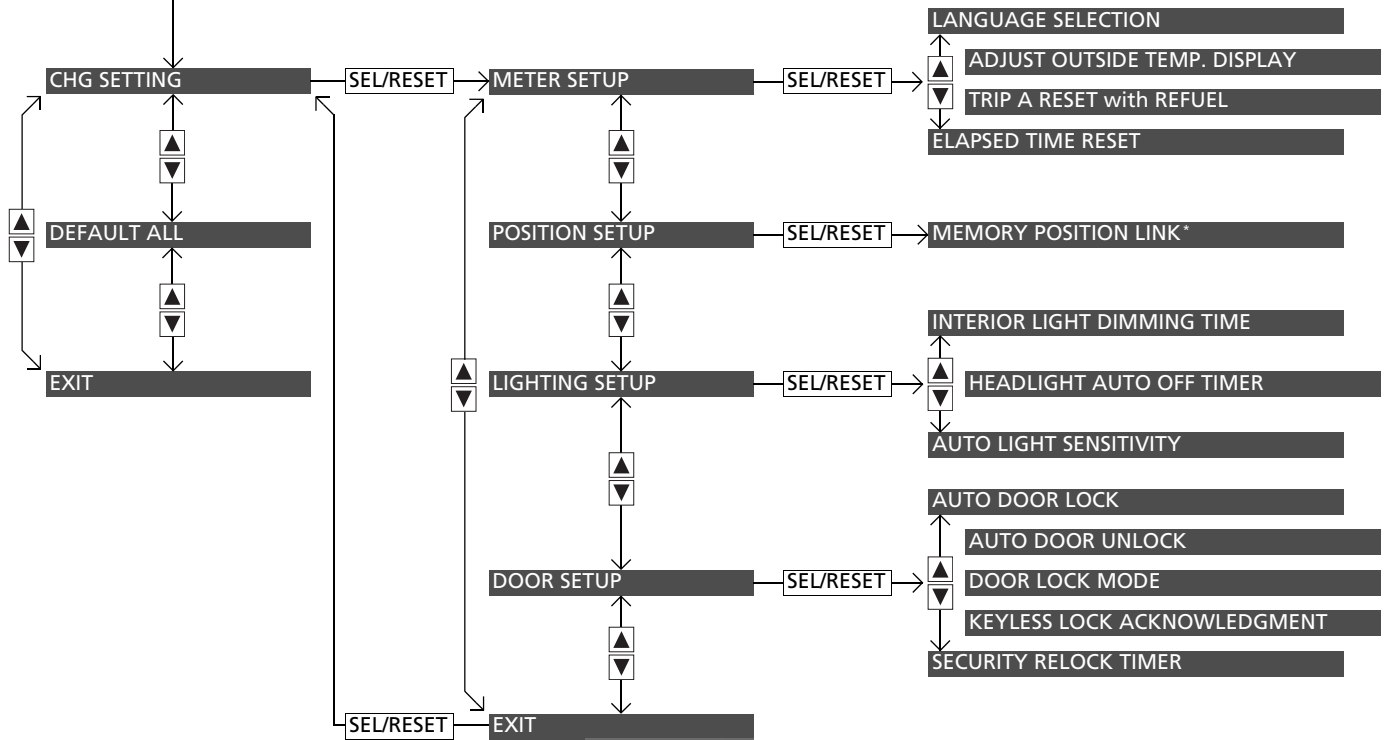 LANGUAGE SELECTION
ADJUST OUTSIDE TEMP. DISPLAY
CHG SETTING
SEL/RESET
METER SETUP
SEL/RESET
▲
▼
TRIP A RESET with REFUEL
ELAPSED TIME RESET
▲
▼
▲
▼
▲
▼
DEFAULT ALL
POSITION SETUP
SEL/RESET
MEMORY POSITION LINK*
▲
▼
▲
▼
INTERIOR LIGHT DIMMING TIME
EXIT
▲
▼
LIGHTING SETUP
SEL/RESET
▲
▼
HEADLIGHT AUTO OFF TIMER
AUTO LIGHT SENSITIVITY
▲
▼
AUTO DOOR LOCK
AUTO DOOR UNLOCK
DOOR SETUP
SEL/RESET
▲
▼
DOOR LOCK MODE
KEYLESS LOCK ACKNOWLEDGMENT
▲
▼
SECURITY RELOCK TIMER
SEL/RESET
EXIT